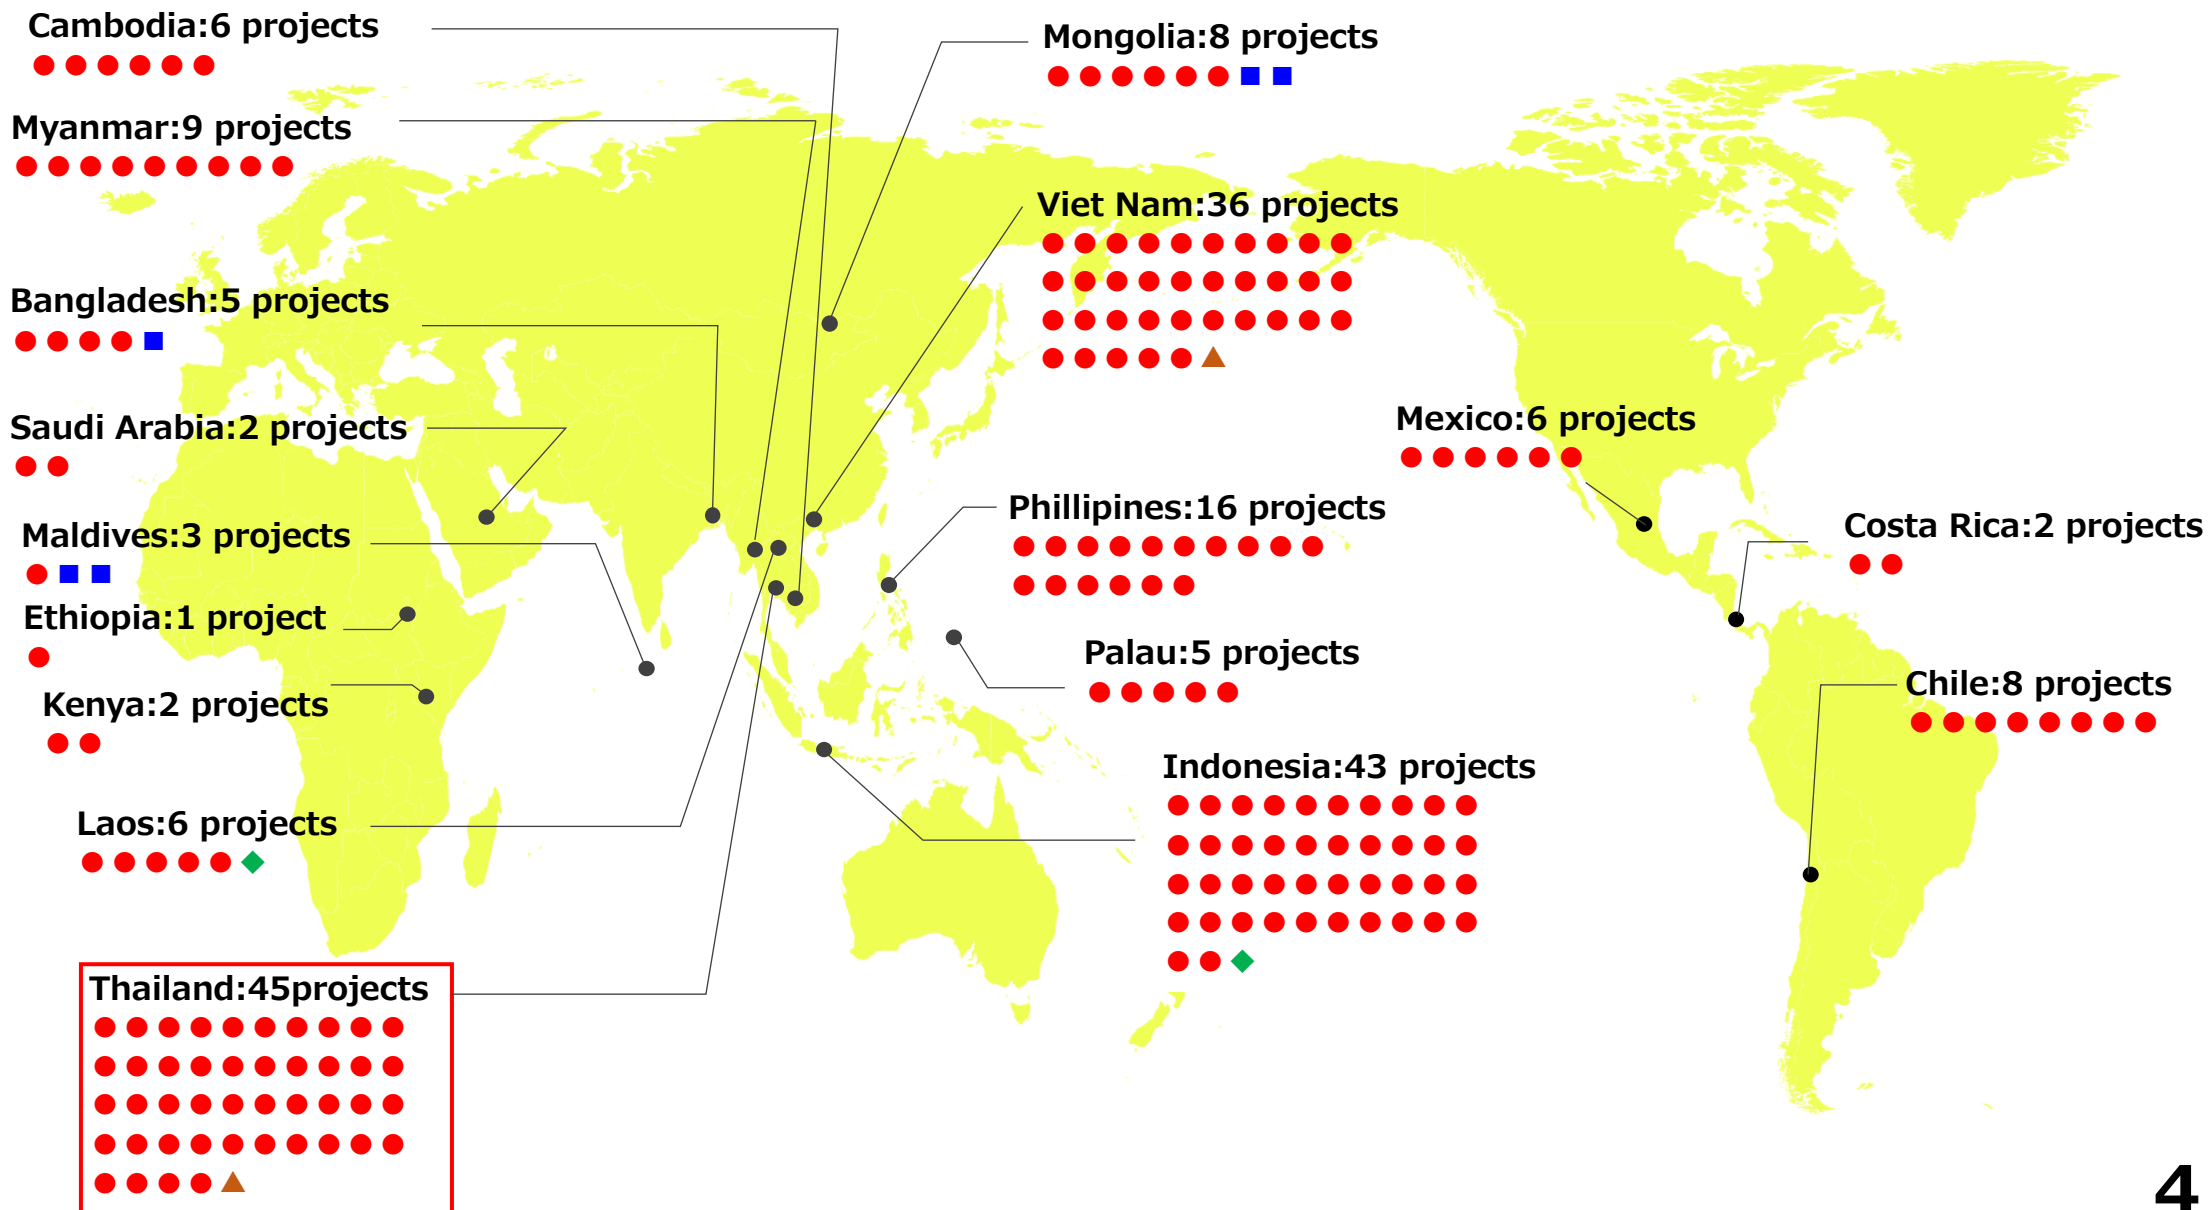 Cambodia:6 projects
Mongolia:8 projects
Myanmar:9 projects
Viet Nam:36 projects
Bangladesh:5 projects
Saudi Arabia:2 projects
Mexico:6 projects
Phillipines:16 projects
Costa Rica:2 projects
Maldives:3 projects
Ethiopia:1 project
Palau:5 projects
Chile:8 projects
Kenya:2 projects
Indonesia:43 projects
Laos:6 projects
Thailand:45projects
4